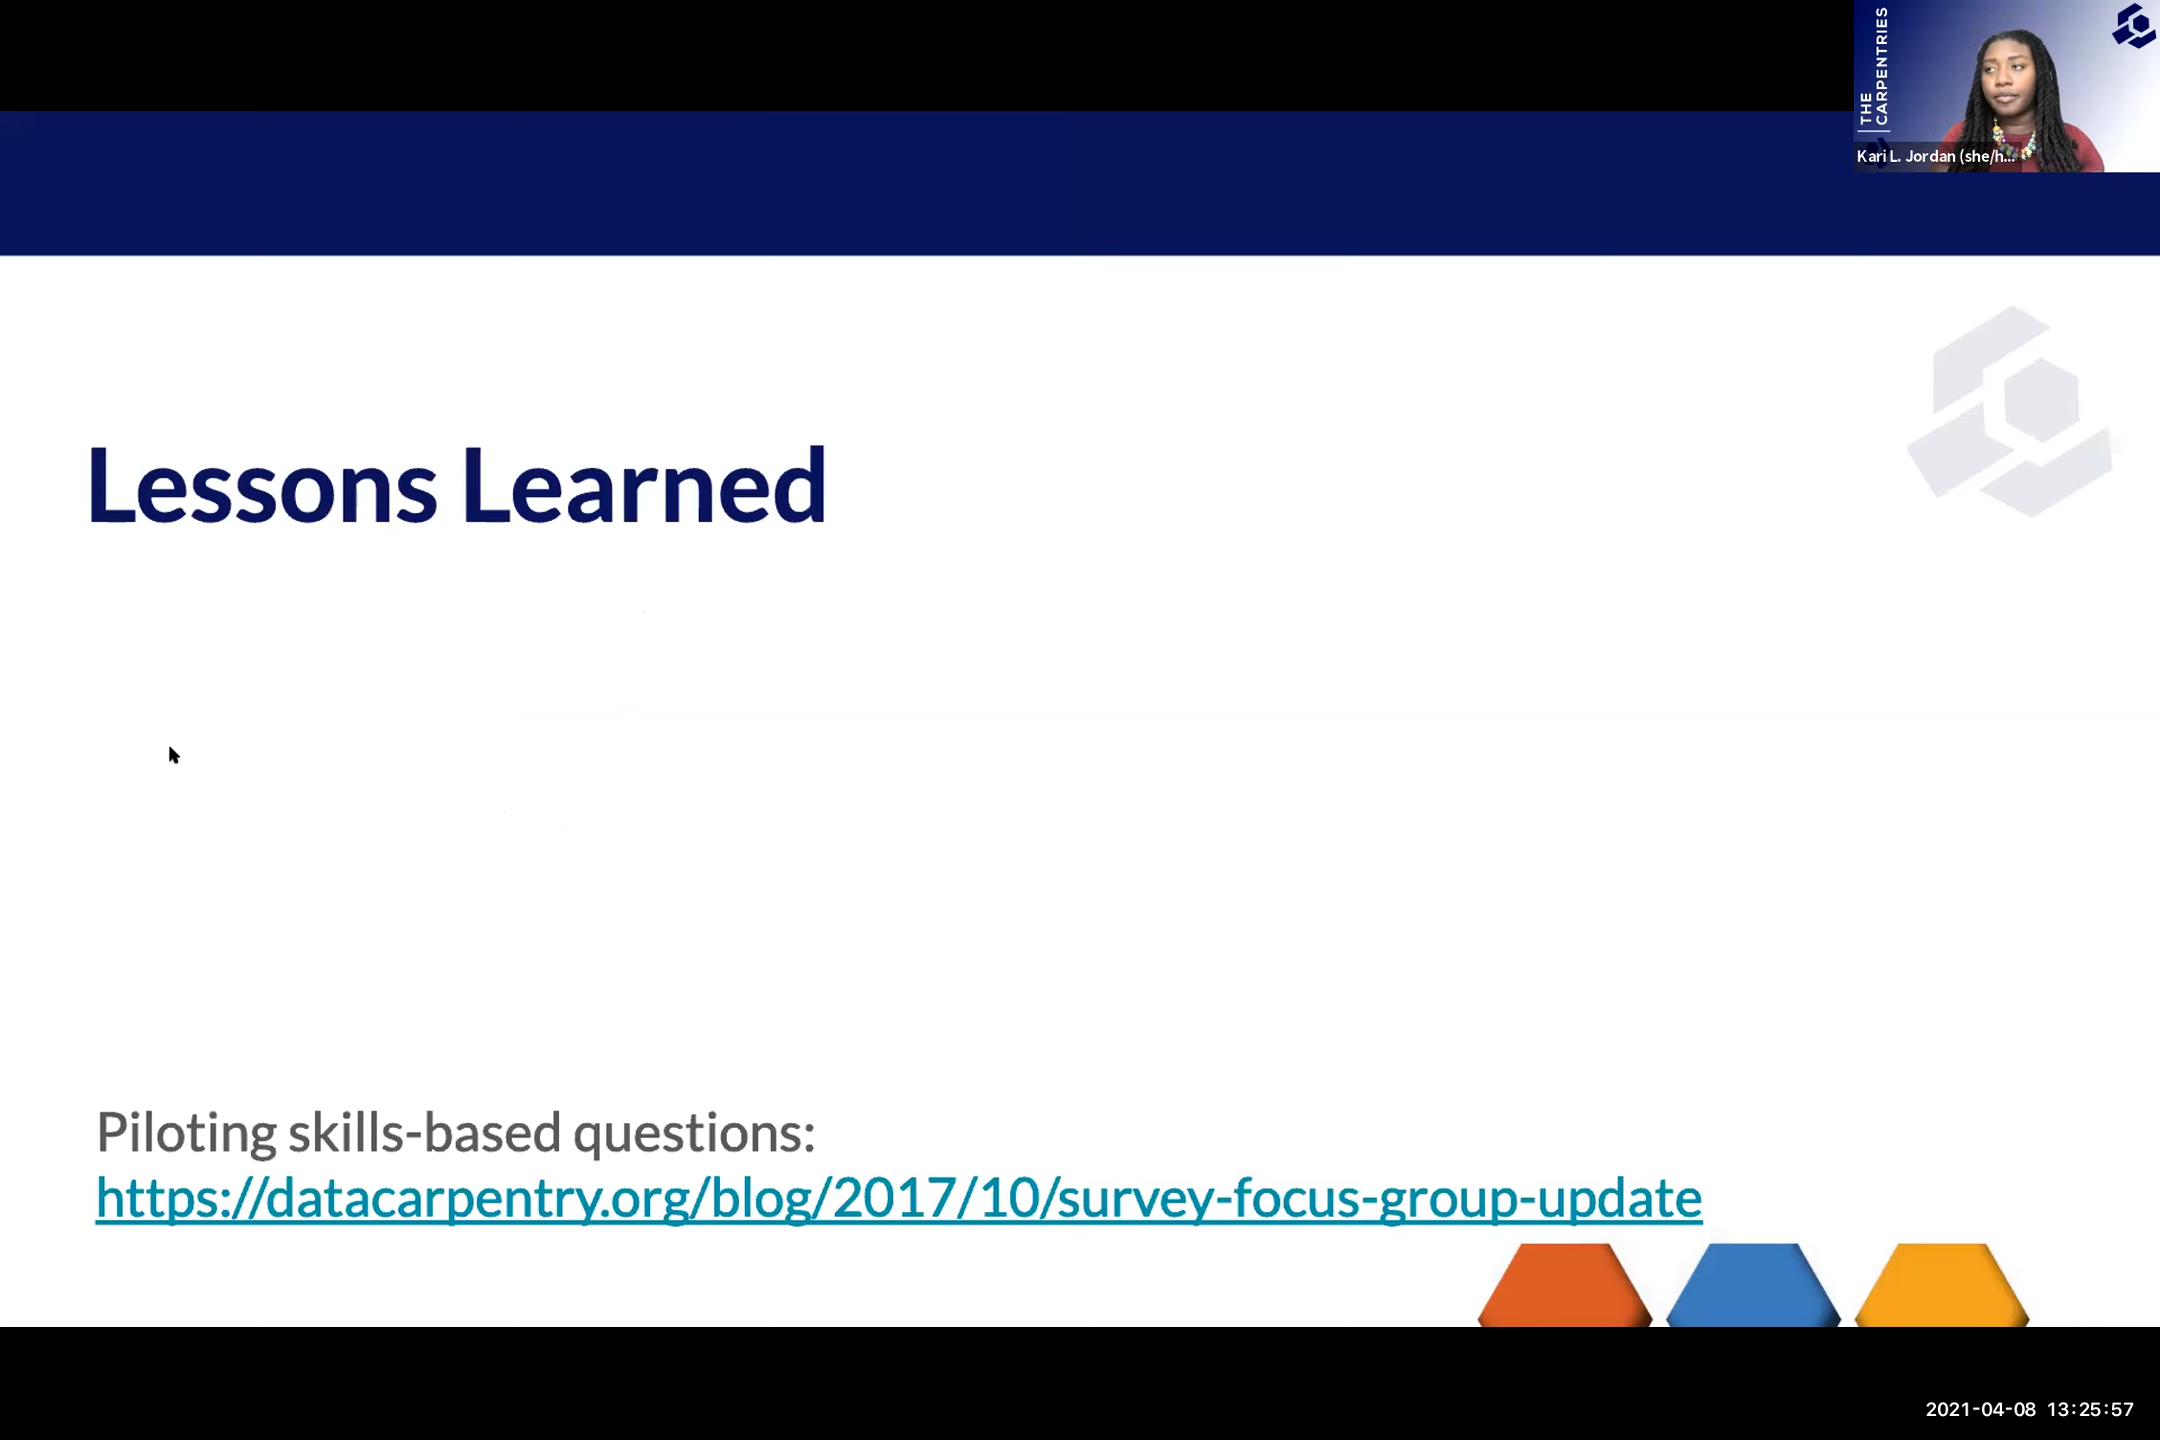 THE
CARPENTRIES
Kari L. Jordan (she/h...
Lessons Learned
Piloting skills-based questions:
https://datacarpentry.org/blog/2017/10/survey-focus-group-update
2021-04-08 13:25:57